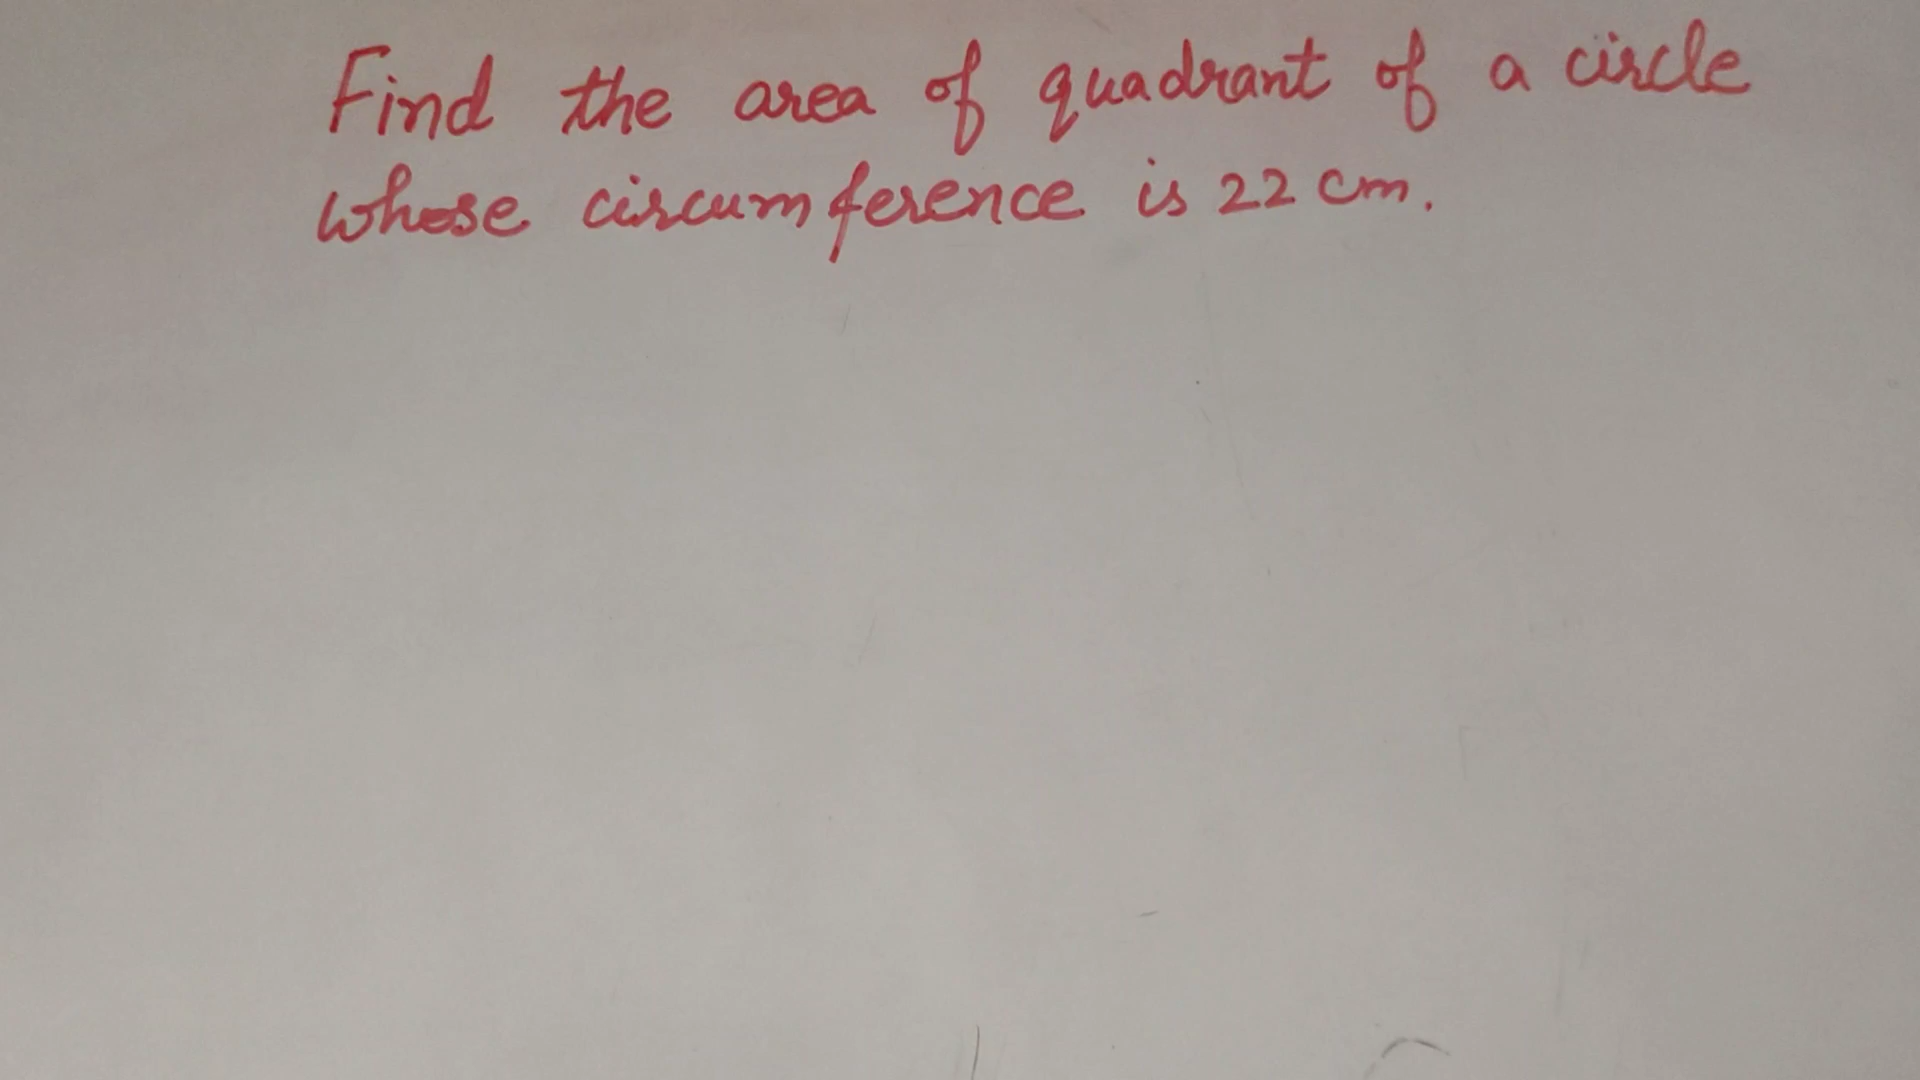 Find the area of quadrant of a circle
whose circumference is 22 cm.